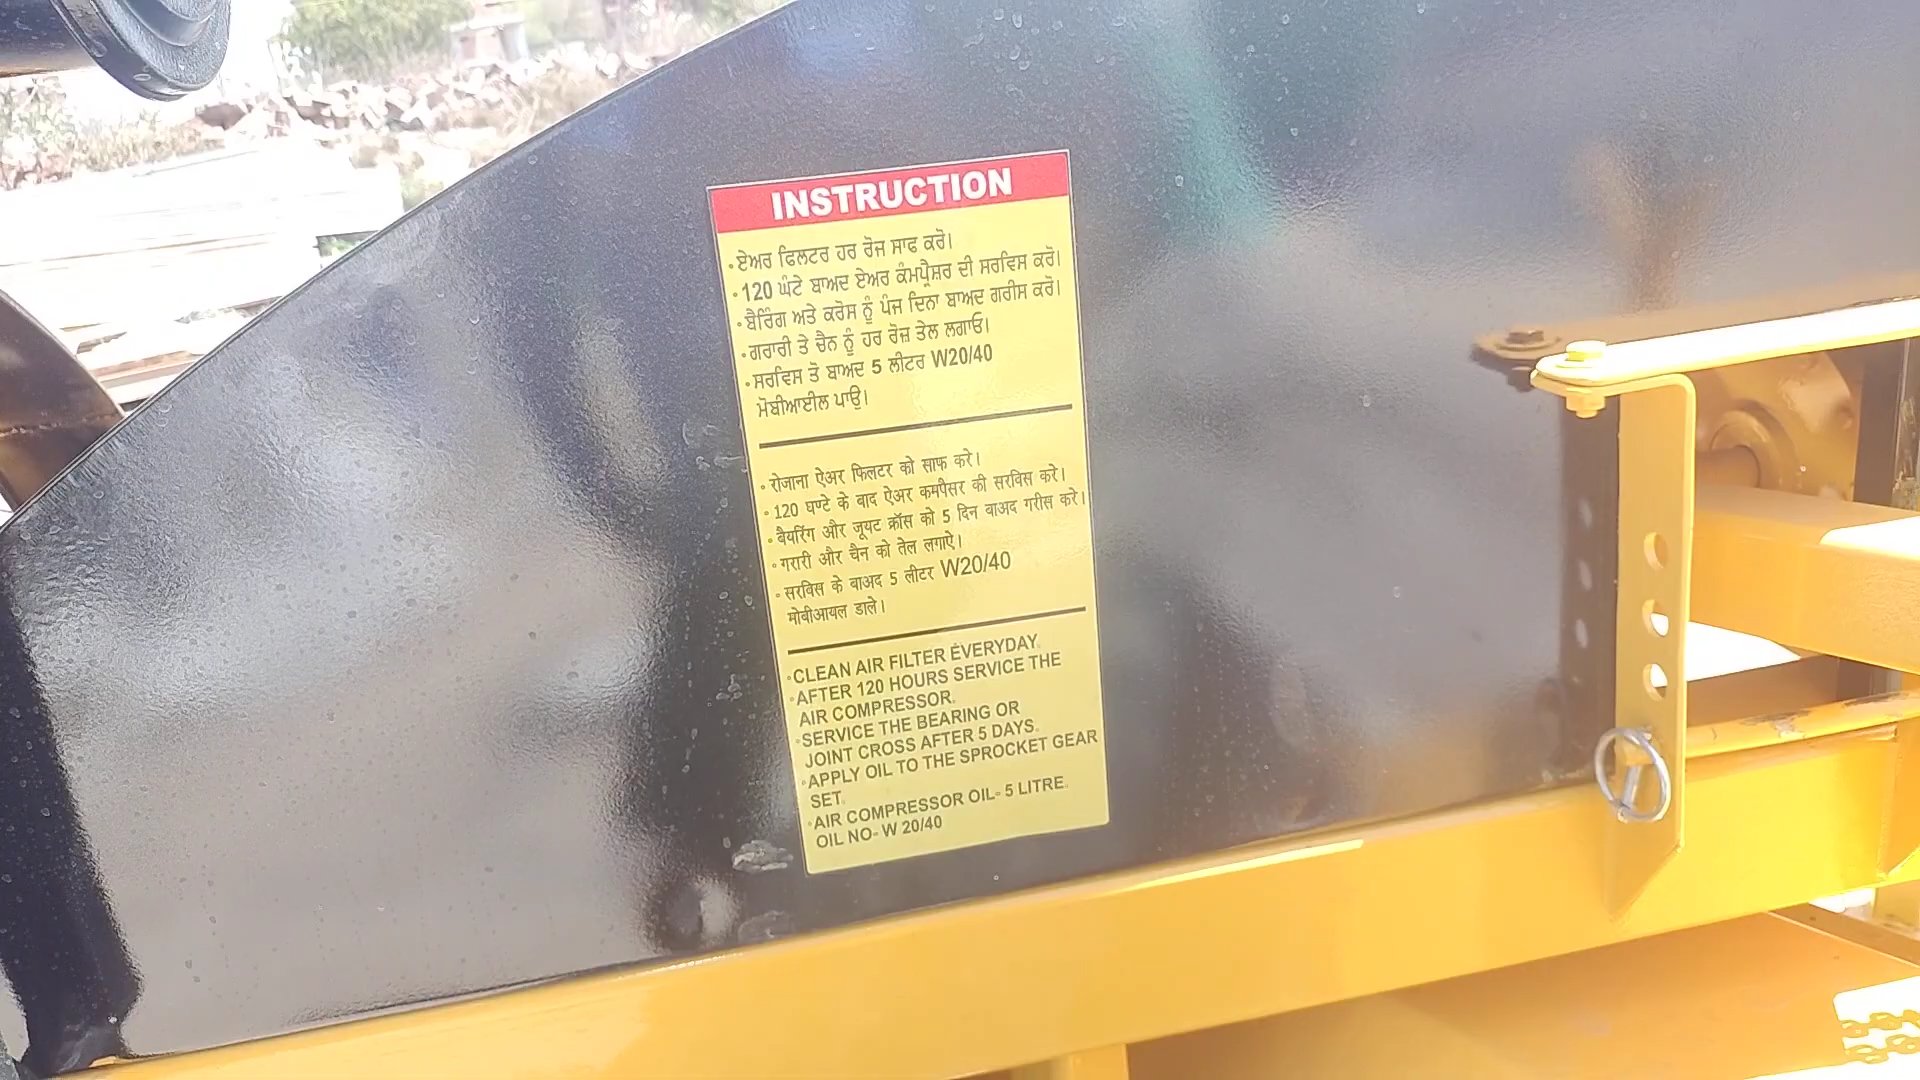 INSTRUCTION
•ਏਅਰ ਫਿਲਟਰ ਹਰ ਰੋਜ ਸਾਫ ਕਰੋ।
•120 ਘੰਟੇ ਬਾਅਦ ਏਅਰ ਕੰਮਪ੍ਰੈਸ਼ਰ ਦੀ ਸਰਵਿਸ ਕਰੋ।
•ਬੈਰਿੰਗ ਅਤੇ ਕਰੋਸ ਨੂੰ ਪੰਜ ਦਿਨਾ ਬਾਅਦ ਗਰੀਸ ਕਰੋ।
•ਗਰਾਰੀ ਤੇ ਚੈਨ ਨੂੰ ਹਰ ਰੋਜ਼ ਤੇਲ ਲਗਾਓ।
•ਸਰਵਿਸ ਤੋ ਬਾਅਦ 5 ਲੀਟਰ W20/40
ਮੋਬੀਆਈਲ ਪਾਉ।
• रोजाना ऐअर फिलटर को साफ करे।
• 120 घण्टे के बाद ऐअर कमपैसर की सरविस करे।
• बैयरिंग और जूयट क्रॉस को 5 दिन बाअद गरीस करे।
• गरारी और चैन को तेल लगाऐ।
• सरविस के बाअद 5 लीटर W20/40
मोबीआयल डाले।
•CLEAN AIR FILTER EVERYDAY.
•AFTER 120 HOURS SERVICE THE
AIR COMPRESSOR.
•SERVICE THE BEARING OR
JOINT CROSS AFTER 5 DAYS.
•APPLY OIL TO THE SPROCKET GEAR
SET.
•AIR COMPRESSOR OIL- 5 LITRE.
OIL NO- W 20/40